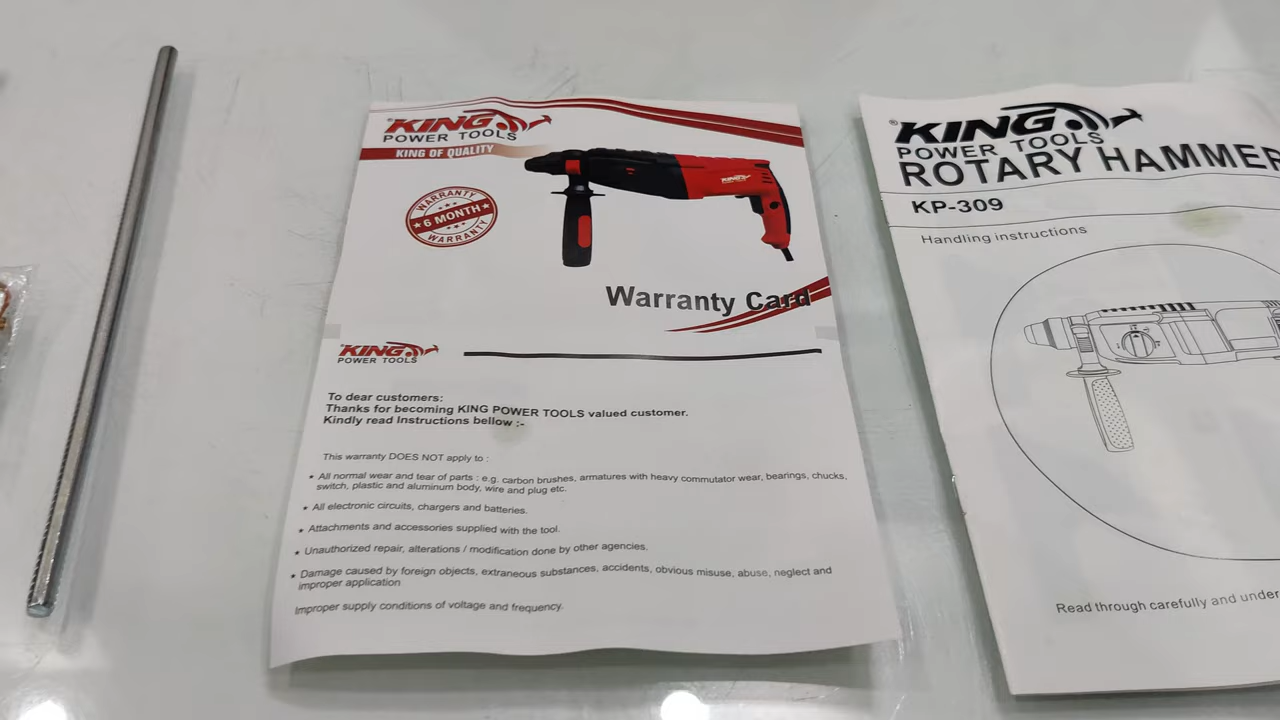 KING
POWER TOOLS
KING OF QUALITY
WARRANTY
6 MONTH
WARRANTY
KING
Warranty Card
KING
POWER TOOLS
To dear customers:
Thanks for becoming KING POWER TOOLS valued customer.
Kindly read Instructions bellow :-
This warranty DOES NOT apply to :
• All normal wear and tear of parts : e.g. carbon brushes, armatures with heavy commutator wear, bearings, chucks,
switch, plastic and aluminum body, wire and plug etc.
• All electronic circuits, chargers and batteries.
• Attachments and accessories supplied with the tool.
• Unauthorized repair, alterations / modification done by other agencies.
• Damage caused by foreign objects, extraneous substances, accidents, obvious misuse, abuse, neglect and
improper application
Improper supply conditions of voltage and frequency.
®KING
POWER TOOLS
ROTARY HAMMER
KP-309
Handling instructions
Read through carefully and under